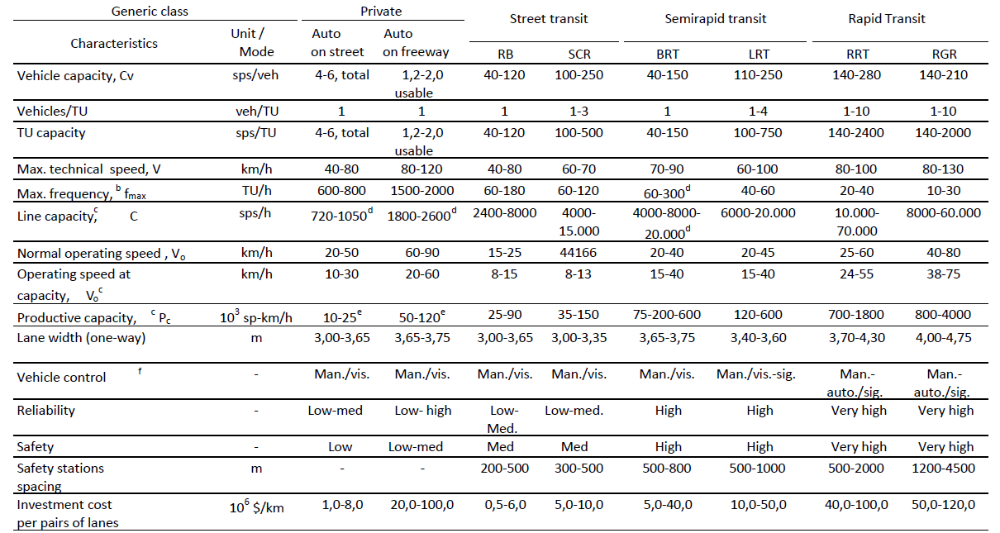 Generic class Private Street transit Semirapid transit Rapid Transit
Characteristics Unit / Mode Auto on street Auto on freeway RB SCR BRT LRT RRT RGR
Vehicle capacity, Cv sps/veh 4-6, total 1,2-2,0 usable 40-120 100-250 40-150 110-250 140-280 140-210
Vehicles/TU veh/TU 1 1 1 1-3 1 1-4 1-10 1-10
TU capacity sps/TU 4-6, total 1,2-2,0 usable 40-120 100-500 40-150 100-750 140-2400 140-2000
Max. technical speed, V km/h 40-80 80-120 40-80 60-70 70-90 60-100 80-100 80-130
Max. frequency, b fmax TU/h 600-800 1500-2000 60-180 60-120 60-300d 40-60 20-40 10-30
Line capacity,c C sps/h 720-1050d 1800-2600d 2400-8000 4000-15.000 4000-8000-20.000d 6000-20.000 10.000-70.000 8000-60.000
Normal operating speed , Vo km/h 20-50 60-90 15-25 44166 20-40 20-45 25-60 40-80
Operating speed at capacity, Voc km/h 10-30 20-60 8-15 8-13 15-40 15-40 24-55 38-75
Productive capacity, c Pc 103 sp-km/h 10-25e 50-120e 25-90 35-150 75-200-600 120-600 700-1800 800-4000
Lane width (one-way) m 3,00-3,65 3,65-3,75 3,00-3,65 3,00-3,35 3,65-3,75 3,40-3,60 3,70-4,30 4,00-4,75
Vehicle control f - Man./vis. Man./vis. Man./vis. Man./vis. Man./vis. Man./vis.-sig. Man.-auto./sig. Man.-auto./sig.
Reliability - Low-med Low- high Low-Med. Low-med. High High Very high Very high
Safety - Low Low-med Med Med High High Very high Very high
Safety stations spacing m - - 200-500 300-500 500-800 500-1000 500-2000 1200-4500
Investment cost per pairs of lanes 106 $/km 1,0-8,0 20,0-100,0 0,5-6,0 5,0-10,0 5,0-40,0 10,0-50,0 40,0-100,0 50,0-120,0